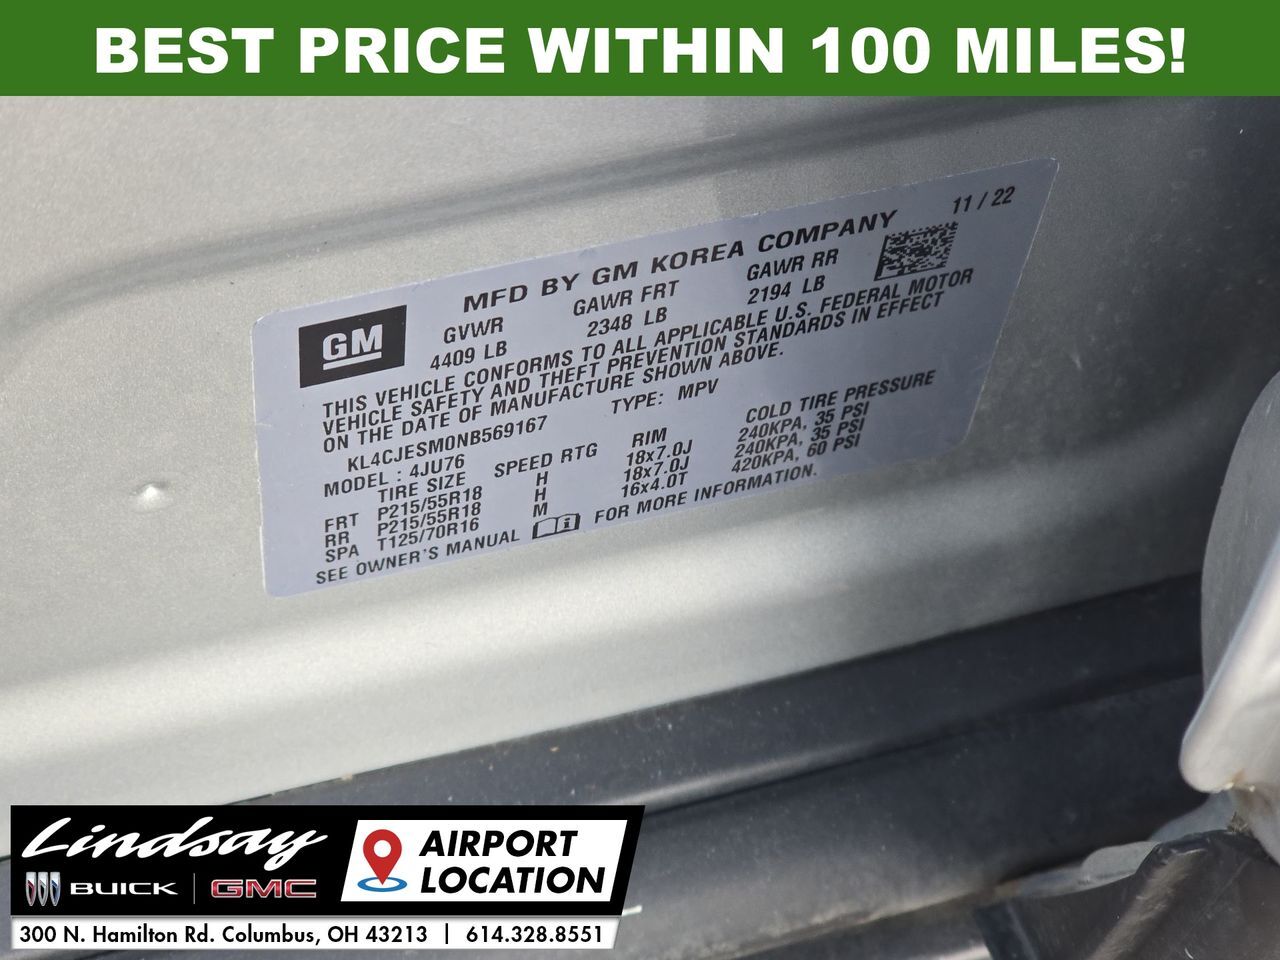 BEST PRICE WITHIN 100 MILES!
11 / 22
MFD BY GM KOREA COMPANY
GM
GVWR GAWR FRT GAWR RR
4409 LB 2348 LB 2194 LB
THIS VEHICLE CONFORMS TO ALL APPLICABLE U.S. FEDERAL MOTOR
VEHICLE SAFETY AND THEFT PREVENTION STANDARDS IN EFFECT
ON THE DATE OF MANUFACTURE SHOWN ABOVE.
KL4CJESM0NB569167 TYPE: MPV
MODEL : 4JU76
TIRE SIZE SPEED RTG RIM COLD TIRE PRESSURE
FRT P215/55R18 H 18x7.0J 240KPA, 35 PSI
RR P215/55R18 H 18x7.0J 240KPA, 35 PSI
SPA T125/70R16 M 16x4.0T 420KPA, 60 PSI
SEE OWNER'S MANUAL FOR MORE INFORMATION.
Lindsay
BUICK | GMC
AIRPORT
LOCATION
300 N. Hamilton Rd. Columbus, OH 43213 | 614.328.8551